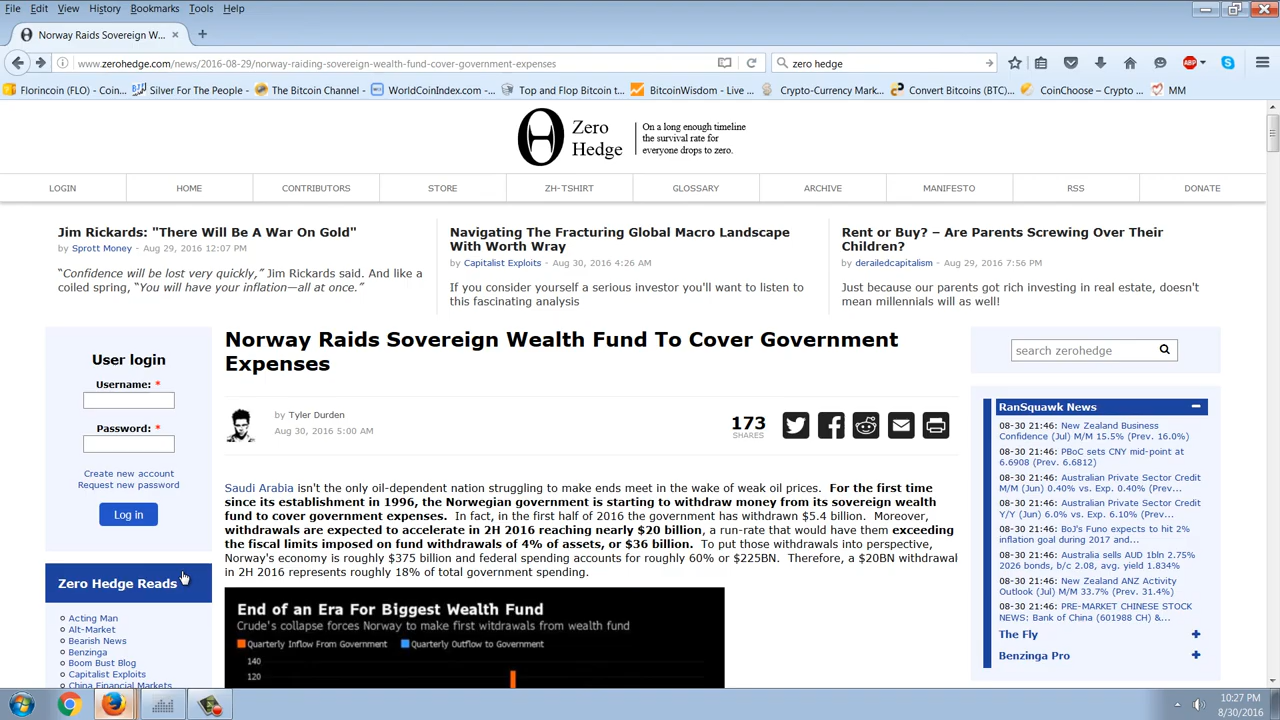 File Edit View History Bookmarks Tools Help
Norway Raids Sovereign W...
www.zerohedge.com/news/2016-08-29/norway-raiding-sovereign-wealth-fund-cover-government-expenses
zero hedge
ABP
Florincoin (FLO) - Coin... Silver For The People - ... The Bitcoin Channel - ... WorldCoinIndex.com -... Top and Flop Bitcoin t... BitcoinWisdom - Live ... Crypto-Currency Mark... Convert Bitcoins (BTC)... CoinChoose - Crypto ... MM
Zero
Hedge
On a long enough timeline
the survival rate for
everyone drops to zero.
LOGIN HOME CONTRIBUTORS STORE ZH-TSHIRT GLOSSARY ARCHIVE MANIFESTO RSS DONATE
Jim Rickards: "There Will Be A War On Gold"
by Sprott Money - Aug 29, 2016 12:07 PM
“Confidence will be lost very quickly,” Jim Rickards said. And like a
coiled spring, “You will have your inflation—all at once.”
Navigating The Fracturing Global Macro Landscape
With Worth Wray
by Capitalist Exploits - Aug 30, 2016 4:26 AM
If you consider yourself a serious investor you'll want to listen to
this fascinating analysis
Rent or Buy? – Are Parents Screwing Over Their
Children?
by derailedcapitalism - Aug 29, 2016 7:56 PM
Just because our parents got rich investing in real estate, doesn't
mean millennials will as well!
User login
Username: *
Password: *
Create new account
Request new password
Log in
Zero Hedge Reads
Acting Man
Alt-Market
Bearish News
Benzinga
Boom Bust Blog
Capitalist Exploits
China Financial Markets
Norway Raids Sovereign Wealth Fund To Cover Government
Expenses
by Tyler Durden
Aug 30, 2016 5:00 AM
173
SHARES
Saudi Arabia isn't the only oil-dependent nation struggling to make ends meet in the wake of weak oil prices. For the first time
since its establishment in 1996, the Norwegian government is starting to withdraw money from its sovereign wealth
fund to cover government expenses. In fact, in the first half of 2016 the government has withdrawn $5.4 billion. Moreover,
withdrawals are expected to accelerate in 2H 2016 reaching nearly $20 billion, a run-rate that would have them exceeding
the fiscal limits imposed on fund withdrawals of 4% of assets, or $36 billion. To put those withdrawals into perspective,
Norway's economy is roughly $375 billion and federal spending accounts for roughly 60% or $225BN. Therefore, a $20BN withdrawal
in 2H 2016 represents roughly 18% of total government spending.
End of an Era For Biggest Wealth Fund
Crude's collapse forces Norway to make first witdrawals from wealth fund
Quarterly Inflow From Government Quarterly Outflow to Government
140
120
search zerohedge
RanSquawk News
08-30 21:46: New Zealand Business
Confidence (Jul) M/M 15.5% (Prev. 16.0%)
08-30 21:46: PBoC sets CNY mid-point at
6.6908 (Prev. 6.6812)
08-30 21:46: Australian Private Sector Credit
M/M (Jun) 0.40% vs. Exp. 0.40% (Prev...
08-30 21:46: Australian Private Sector Credit
Y/Y (Jun) 6.0% vs. Exp. 6.10% (Prev...
08-30 21:46: BoJ's Funo expects to hit 2%
inflation goal during 2017 and...
08-30 21:46: Australia sells AUD 1bln 2.75%
2026 bonds, b/c 2.08, avg. yield 1.834%
08-30 21:46: New Zealand ANZ Activity
Outlook (Jul) M/M 33.7% (Prev. 31.4%)
08-30 21:46: PRE-MARKET CHINESE STOCK
NEWS: Bank of China (601988 CH) &...
The Fly
Benzinga Pro
10:27 PM
8/30/2016